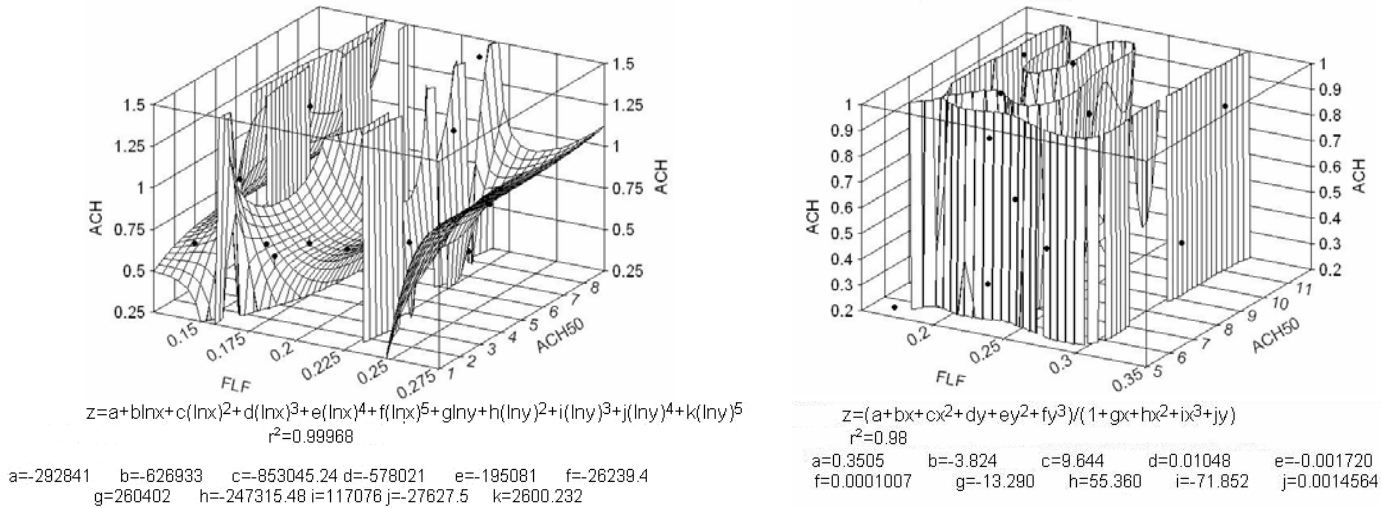 1.5
1.25
1
0.75
0.5
0.25
ACH
0.15
0.175
0.2
0.225
0.25
0.275
FLF
1 2 3 4 5 6 7 8
ACH50
1.5
1.25
1
0.75
0.5
0.25
ACH
z=a+blnx+c(lnx)²+d(lnx)³+e(lnx)⁴+f(lnx)⁵+glny+h(lny)²+i(lny)³+j(lny)⁴+k(lny)⁵
r²=0.99968
a=-292841 b=-626933 c=-853045.24 d=-578021 e=-195081 f=-26239.4
g=260402 h=-247315.48 i=117076 j=-27627.5 k=2600.232
1
0.9
0.8
0.7
0.6
0.5
0.4
0.3
0.2
ACH
0.2
0.25
0.3
0.35
FLF
5 6 7 8 9 10 11
ACH50
1
0.9
0.8
0.7
0.6
0.5
0.4
0.3
0.2
ACH
z=(a+bx+cx²+dy+ey²+fy³)/(1+gx+hx²+ix³+jy)
r²=0.98
a=0.3505 b=-3.824 c=9.644 d=0.01048 e=-0.001720
f=0.0001007 g=-13.290 h=55.360 i=-71.852 j=0.0014564